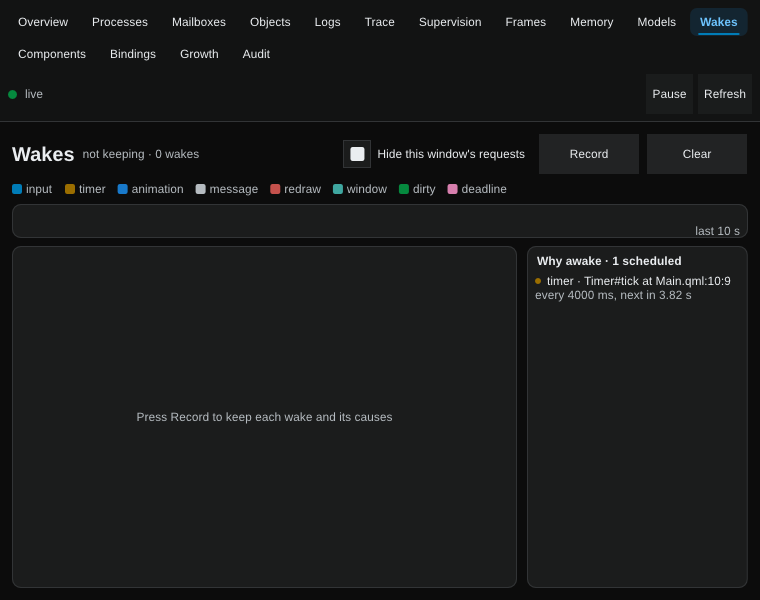 Overview Processes Mailboxes Objects Logs Trace Supervision Frames Memory Models Wakes
Components Bindings Growth Audit
live Pause Refresh
Wakes not keeping · 0 wakes Hide this window's requests Record Clear
input timer animation message redraw window dirty deadline
last 10 s
Why awake · 1 scheduled
timer · Timer#tick at Main.qml:10:9
every 4000 ms, next in 3.82 s
Press Record to keep each wake and its causes